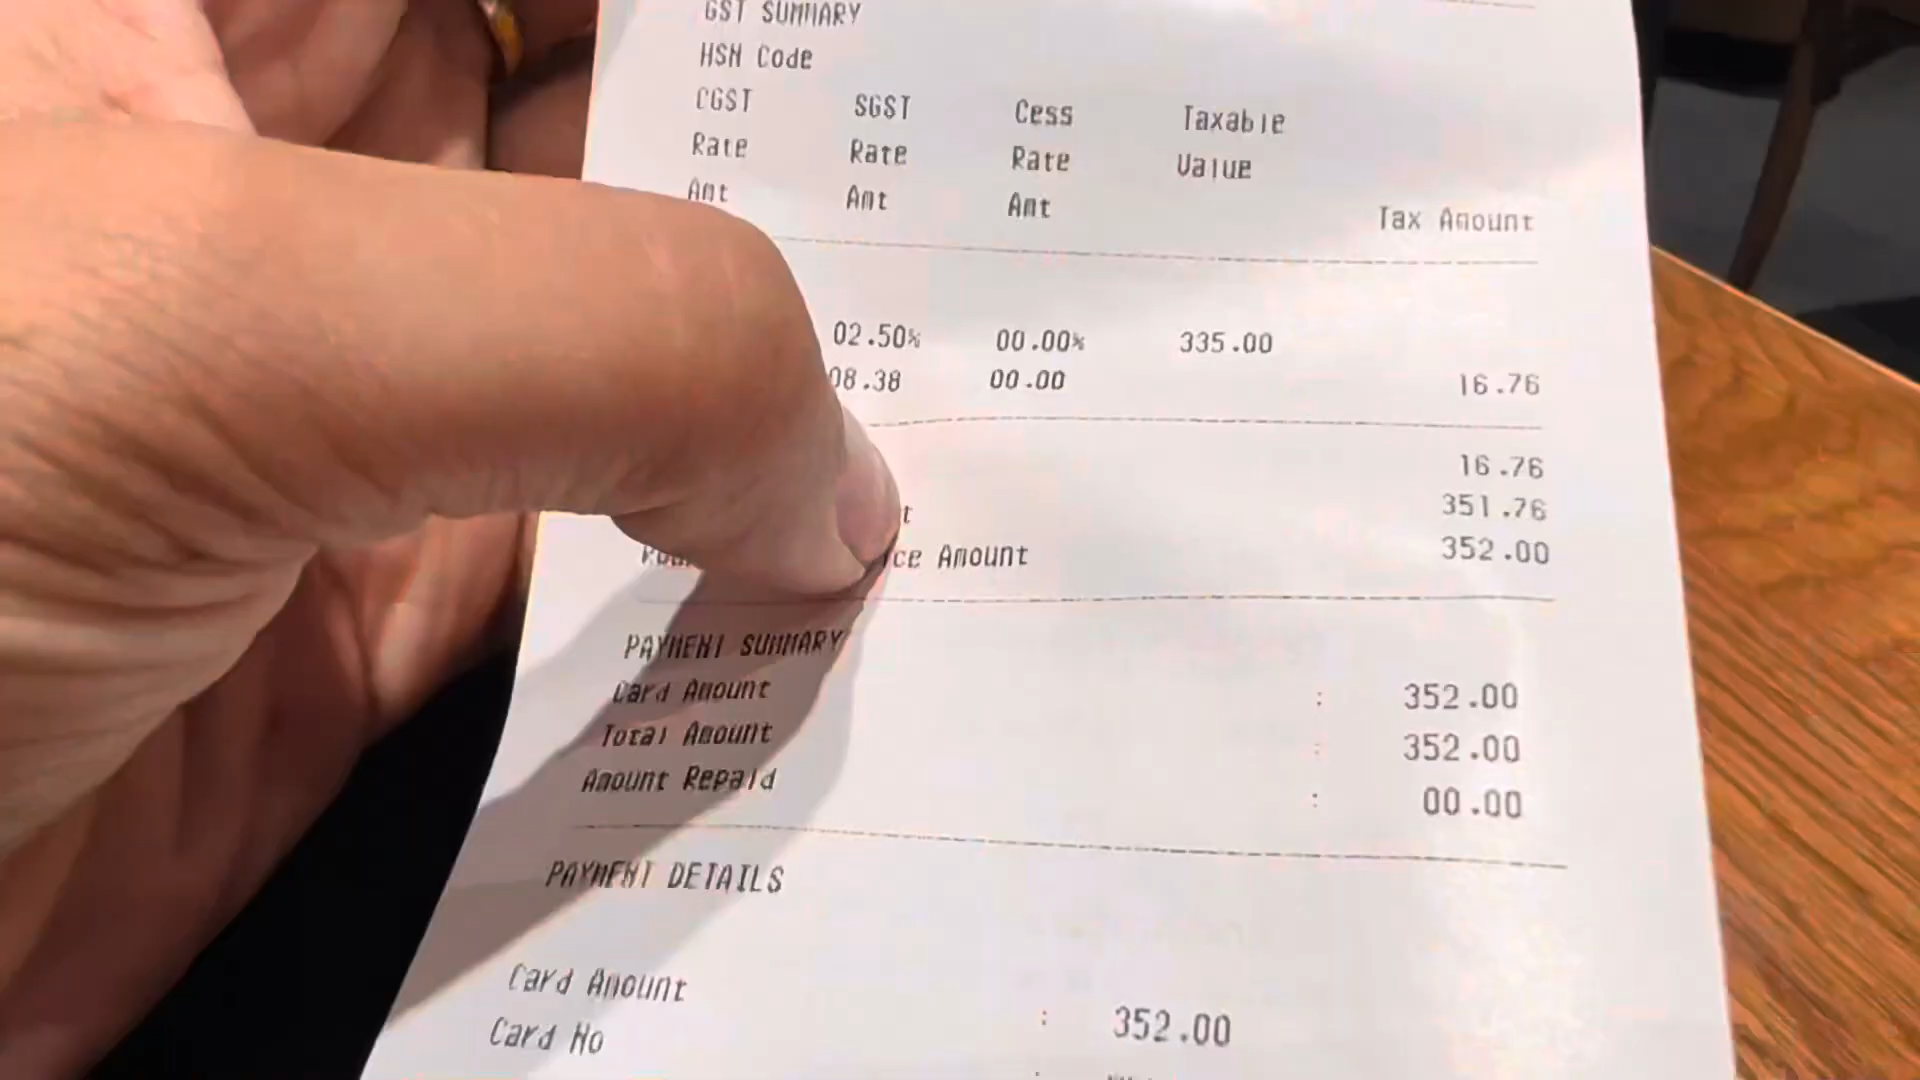 GST SUMMARY
HSN Code
CGST SGST Cess Taxable
Rate Rate Rate Value
Amt Amt Amt Tax Amount
02.50% 00.00% 335.00
08.38 00.00 16.76
16.76
351.76
Amount 352.00
PAYMENT SUMMARY
Card Amount : 352.00
Total Amount : 352.00
Amount Repaid : 00.00
PAYMENT DETAILS
Card Amount : 352.00
Card No :